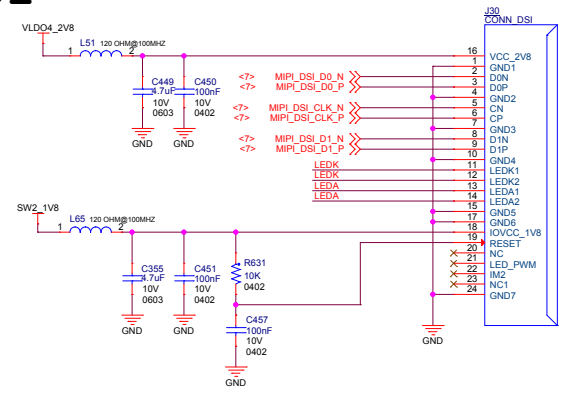 J30
CONN_DSI
VLDO4_2V8
L51 120 OHM@100MHZ
1 2
C449
4.7uF
10V
0603
C450
100nF
10V
0402
GND
GND
<7> MIPI_DSI_D0_N
<7> MIPI_DSI_D0_P
<7> MIPI_DSI_CLK_N
<7> MIPI_DSI_CLK_P
<7> MIPI_DSI_D1_N
<7> MIPI_DSI_D1_P
LEDK
LEDK
LEDA
LEDA
16 VCC_2V8
1 GND1
2 D0N
3 D0P
4 GND2
5 CN
6 CP
7 GND3
8 D1N
9 D1P
10 GND4
11 LEDK1
12 LEDK2
13 LEDA1
14 LEDA2
15 GND5
17 GND6
18 IOVCC_1V8
19 RESET
20 NC
21 LED_PWM
22 IM2
23 NC1
24 GND7
SW2_1V8
L65 120 OHM@100MHZ
1 2
C355
4.7uF
10V
0603
C451
100nF
10V
0402
R631
10K
0402
C457
100nF
10V
0402
GND
GND
GND
GND